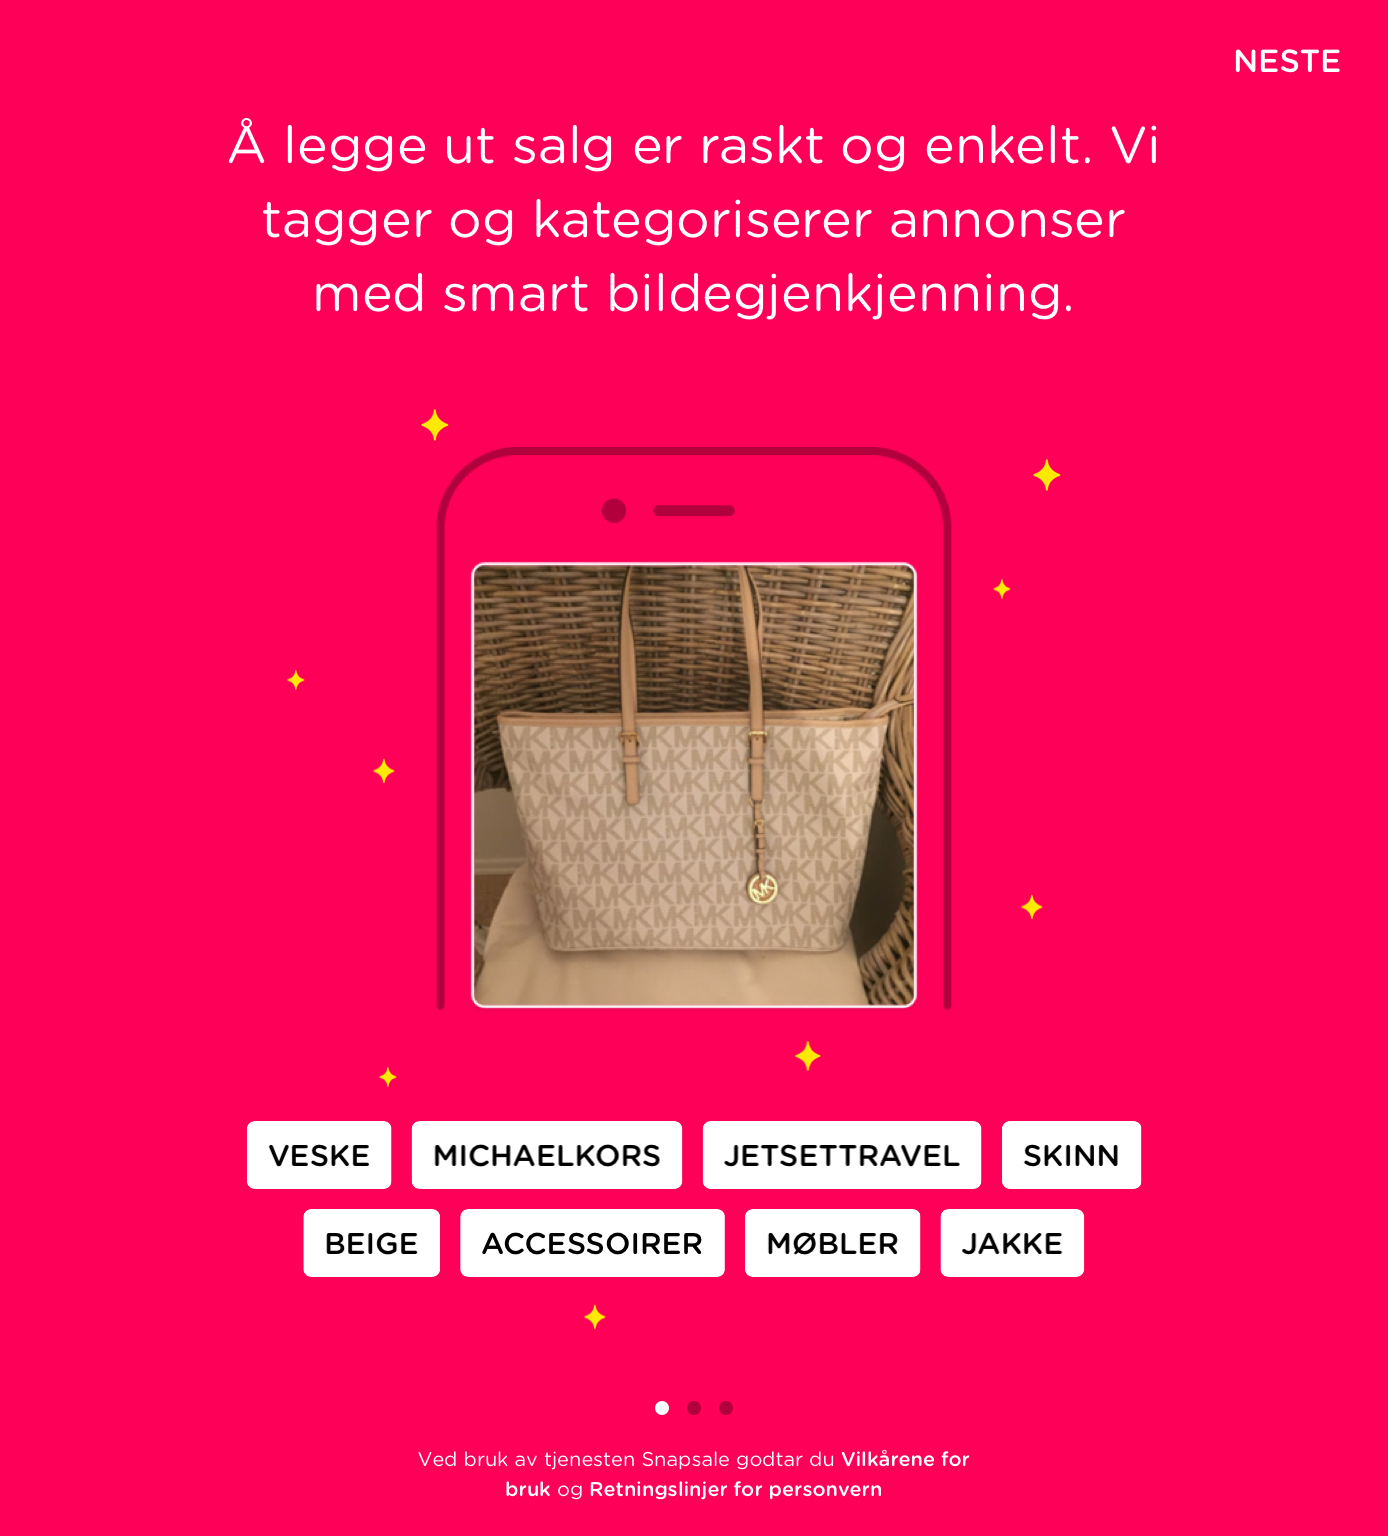 NESTE
Å legge ut salg er raskt og enkelt. Vi
tagger og kategoriserer annonser
med smart bildegjenkjenning.
VESKE MICHAELKORS JETSETTRAVEL SKINN
BEIGE ACCESSOIRER MØBLER JAKKE
Ved bruk av tjenesten Snapsale godtar du Vilkårene for
bruk og Retningslinjer for personvern